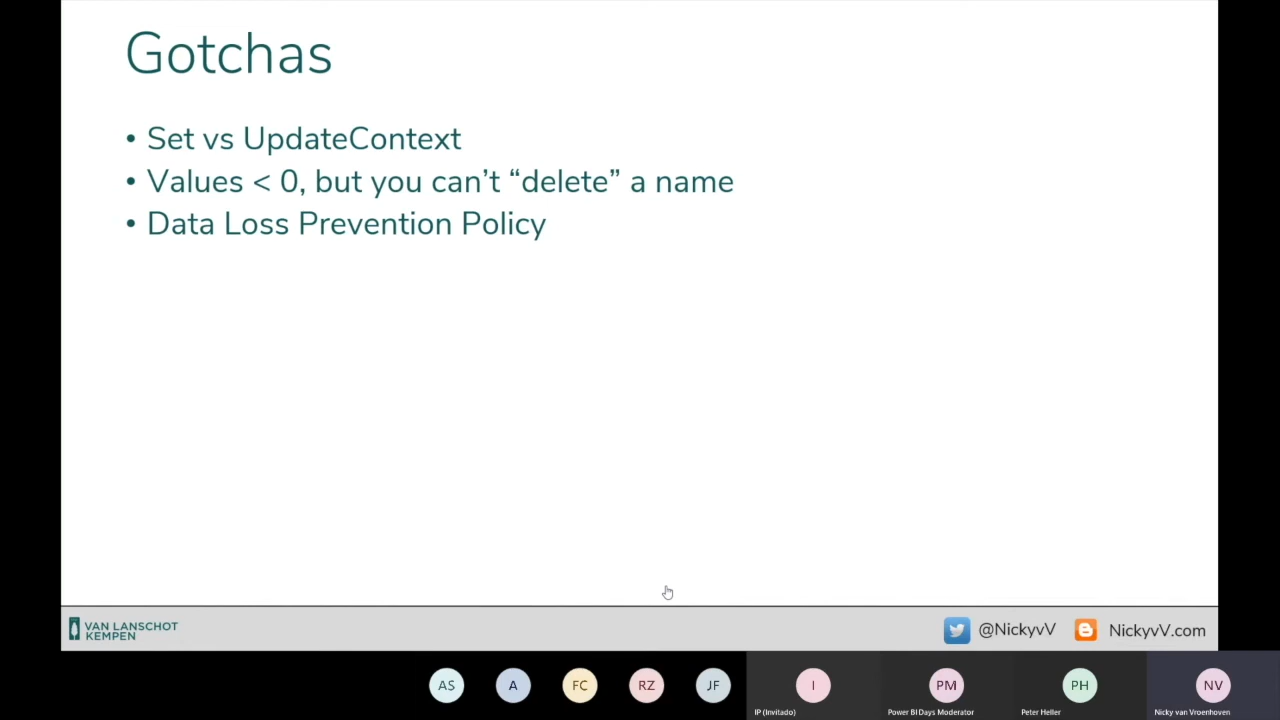 Gotchas
• Set vs UpdateContext
• Values < 0, but you can’t “delete” a name
• Data Loss Prevention Policy
VAN LANSCHOT
KEMPEN
@NickyvV
NickyvV.com
AS
A
FC
RZ
JF
I
PM
PH
NV
IP (Invitado)
Power BI Days Moderator
Peter Heller
Nicky van Vroenhoven